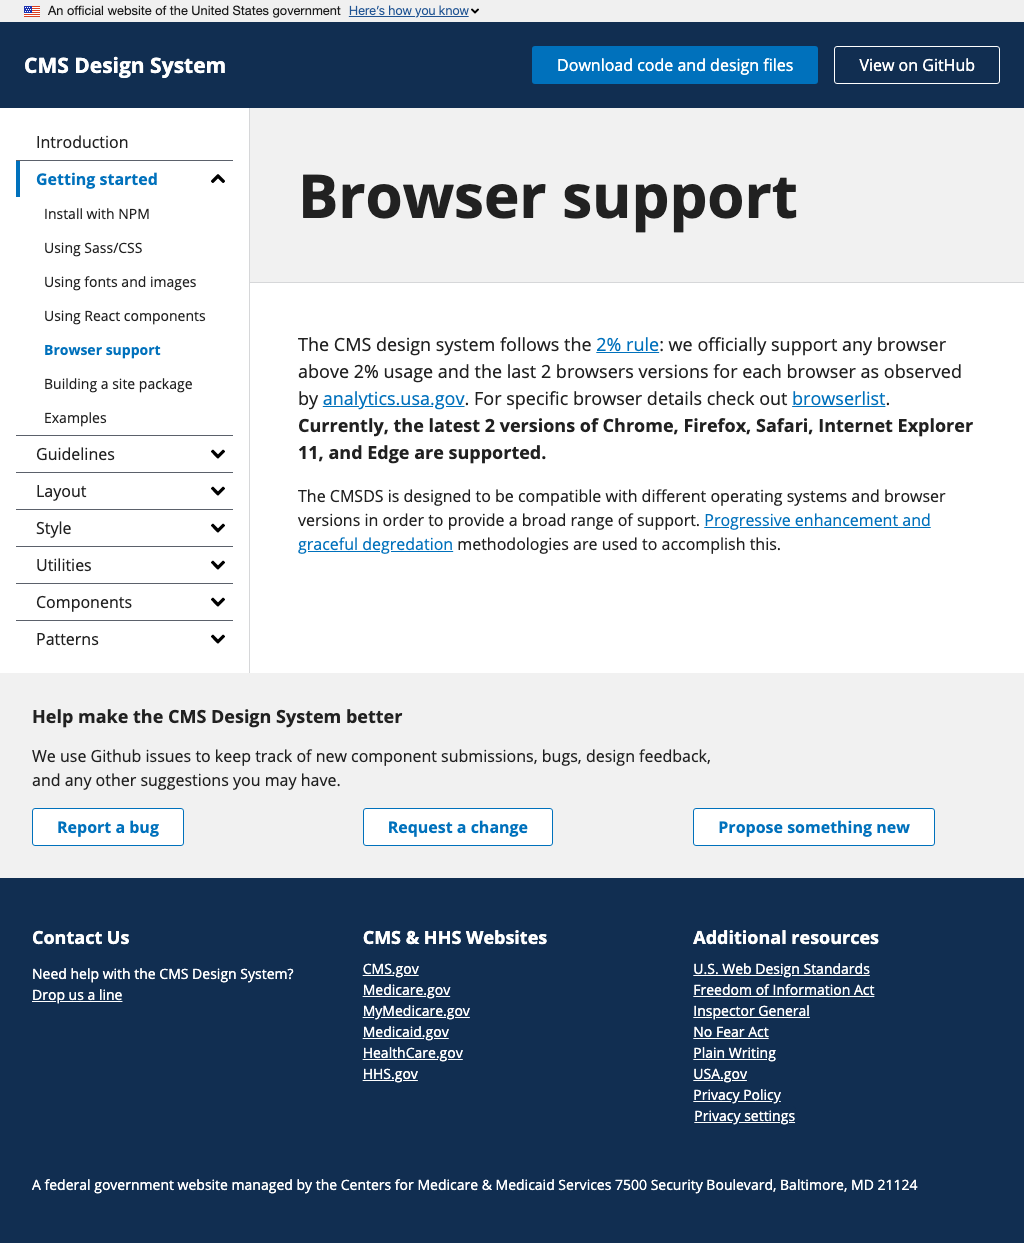 An official website of the United States government Here's how you know
CMS Design System
Download code and design files
View on GitHub
Introduction
Getting started
Install with NPM
Using Sass/CSS
Using fonts and images
Using React components
Browser support
Building a site package
Examples
Guidelines
Layout
Style
Utilities
Components
Patterns
Browser support
The CMS design system follows the 2% rule: we officially support any browser
above 2% usage and the last 2 browsers versions for each browser as observed
by analytics.usa.gov. For specific browser details check out browserlist.
Currently, the latest 2 versions of Chrome, Firefox, Safari, Internet Explorer
11, and Edge are supported.
The CMSDS is designed to be compatible with different operating systems and browser
versions in order to provide a broad range of support. Progressive enhancement and
graceful degredation methodologies are used to accomplish this.
Help make the CMS Design System better
We use Github issues to keep track of new component submissions, bugs, design feedback,
and any other suggestions you may have.
Report a bug
Request a change
Propose something new
Contact Us
Need help with the CMS Design System?
Drop us a line
CMS & HHS Websites
CMS.gov
Medicare.gov
MyMedicare.gov
Medicaid.gov
HealthCare.gov
HHS.gov
Additional resources
U.S. Web Design Standards
Freedom of Information Act
Inspector General
No Fear Act
Plain Writing
USA.gov
Privacy Policy
Privacy settings
A federal government website managed by the Centers for Medicare & Medicaid Services 7500 Security Boulevard, Baltimore, MD 21124